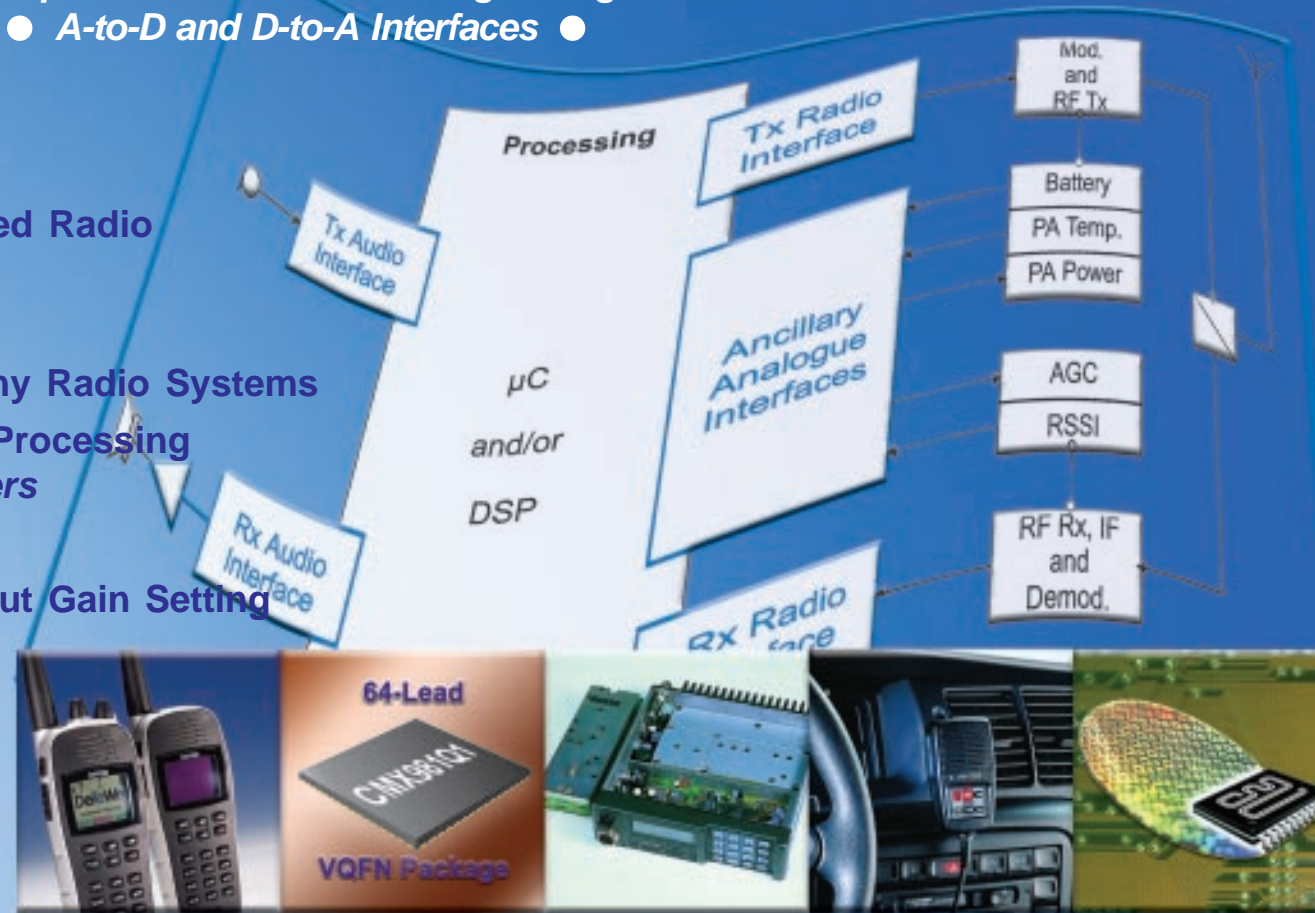 ● A-to-D and D-to-A Interfaces ●
Mod.
and
RF Tx
Tx Radio
Interface
Processing
Battery
PA Temp.
PA Power
ed Radio
Tx Audio
Interface
Ancillary
Analogue
Interfaces
ny Radio Systems
Processing
ers
µC
and/or
DSP
AGC
RSSI
RF Rx, IF
and
Demod.
Rx Audio
Interface
ut Gain Setting
Rx Radio
64-Lead
VQFN Package